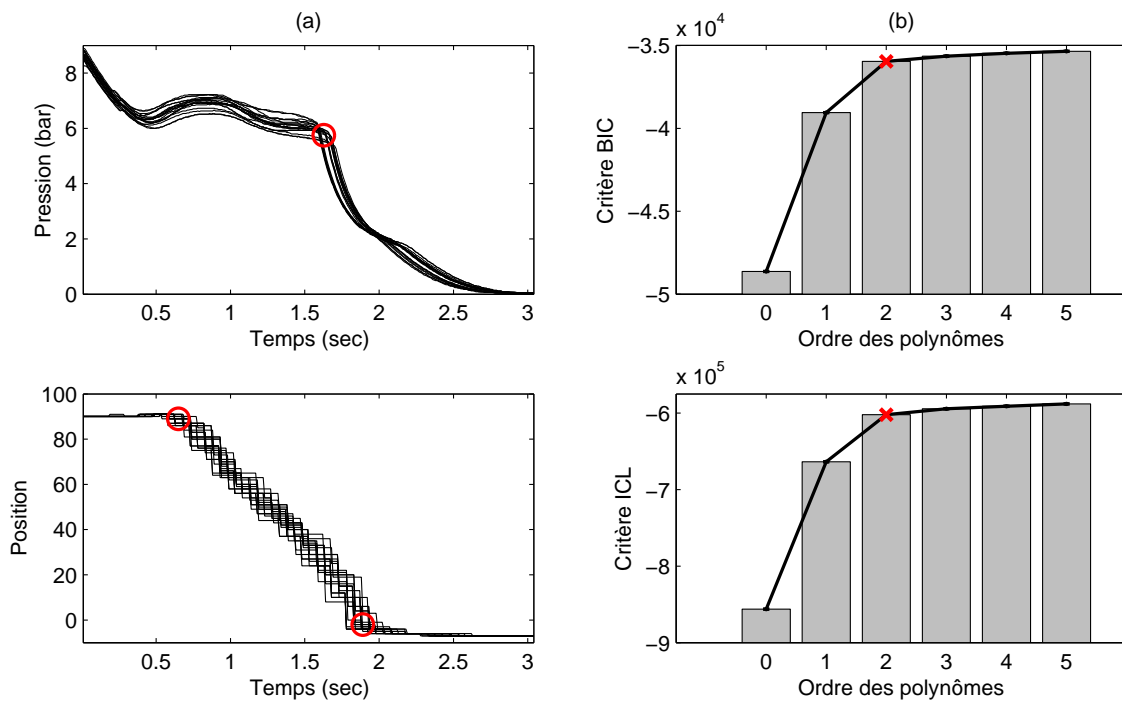 (a)
8
6
4
2
0
Pression (bar)
0.5 1 1.5 2 2.5 3
Temps (sec)
(b)
x 10^4
−3.5
−4
−4.5
−5
Critère BIC
0 1 2 3 4 5
Ordre des polynômes
100
80
60
40
20
0
Position
0.5 1 1.5 2 2.5 3
Temps (sec)
x 10^5
−6
−7
−8
−9
Critère ICL
0 1 2 3 4 5
Ordre des polynômes